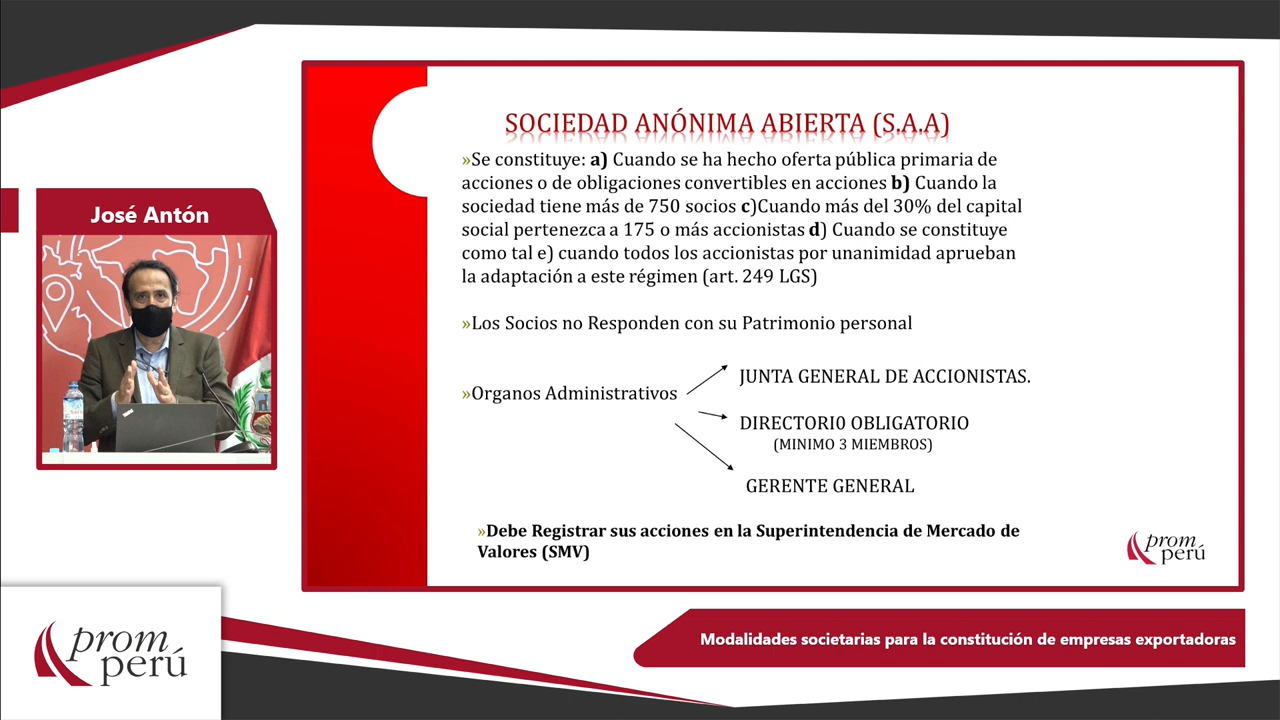 José Antón
SOCIEDAD ANÓNIMA ABIERTA (S.A.A)
»Se constituye: a) Cuando se ha hecho oferta pública primaria de
acciones o de obligaciones convertibles en acciones b) Cuando la
sociedad tiene más de 750 socios c)Cuando más del 30% del capital
social pertenezca a 175 o más accionistas d) Cuando se constituye
como tal e) cuando todos los accionistas por unanimidad aprueban
la adaptación a este régimen (art. 249 LGS)
»Los Socios no Responden con su Patrimonio personal
»Organos Administrativos
JUNTA GENERAL DE ACCIONISTAS.
DIRECTORI0 OBLIGATORIO
(MINIMO 3 MIEMBROS)
GERENTE GENERAL
»Debe Registrar sus acciones en la Superintendencia de Mercado de
Valores (SMV)
prom
perú
Modalidades societarias para la constitución de empresas exportadoras
prom
perú